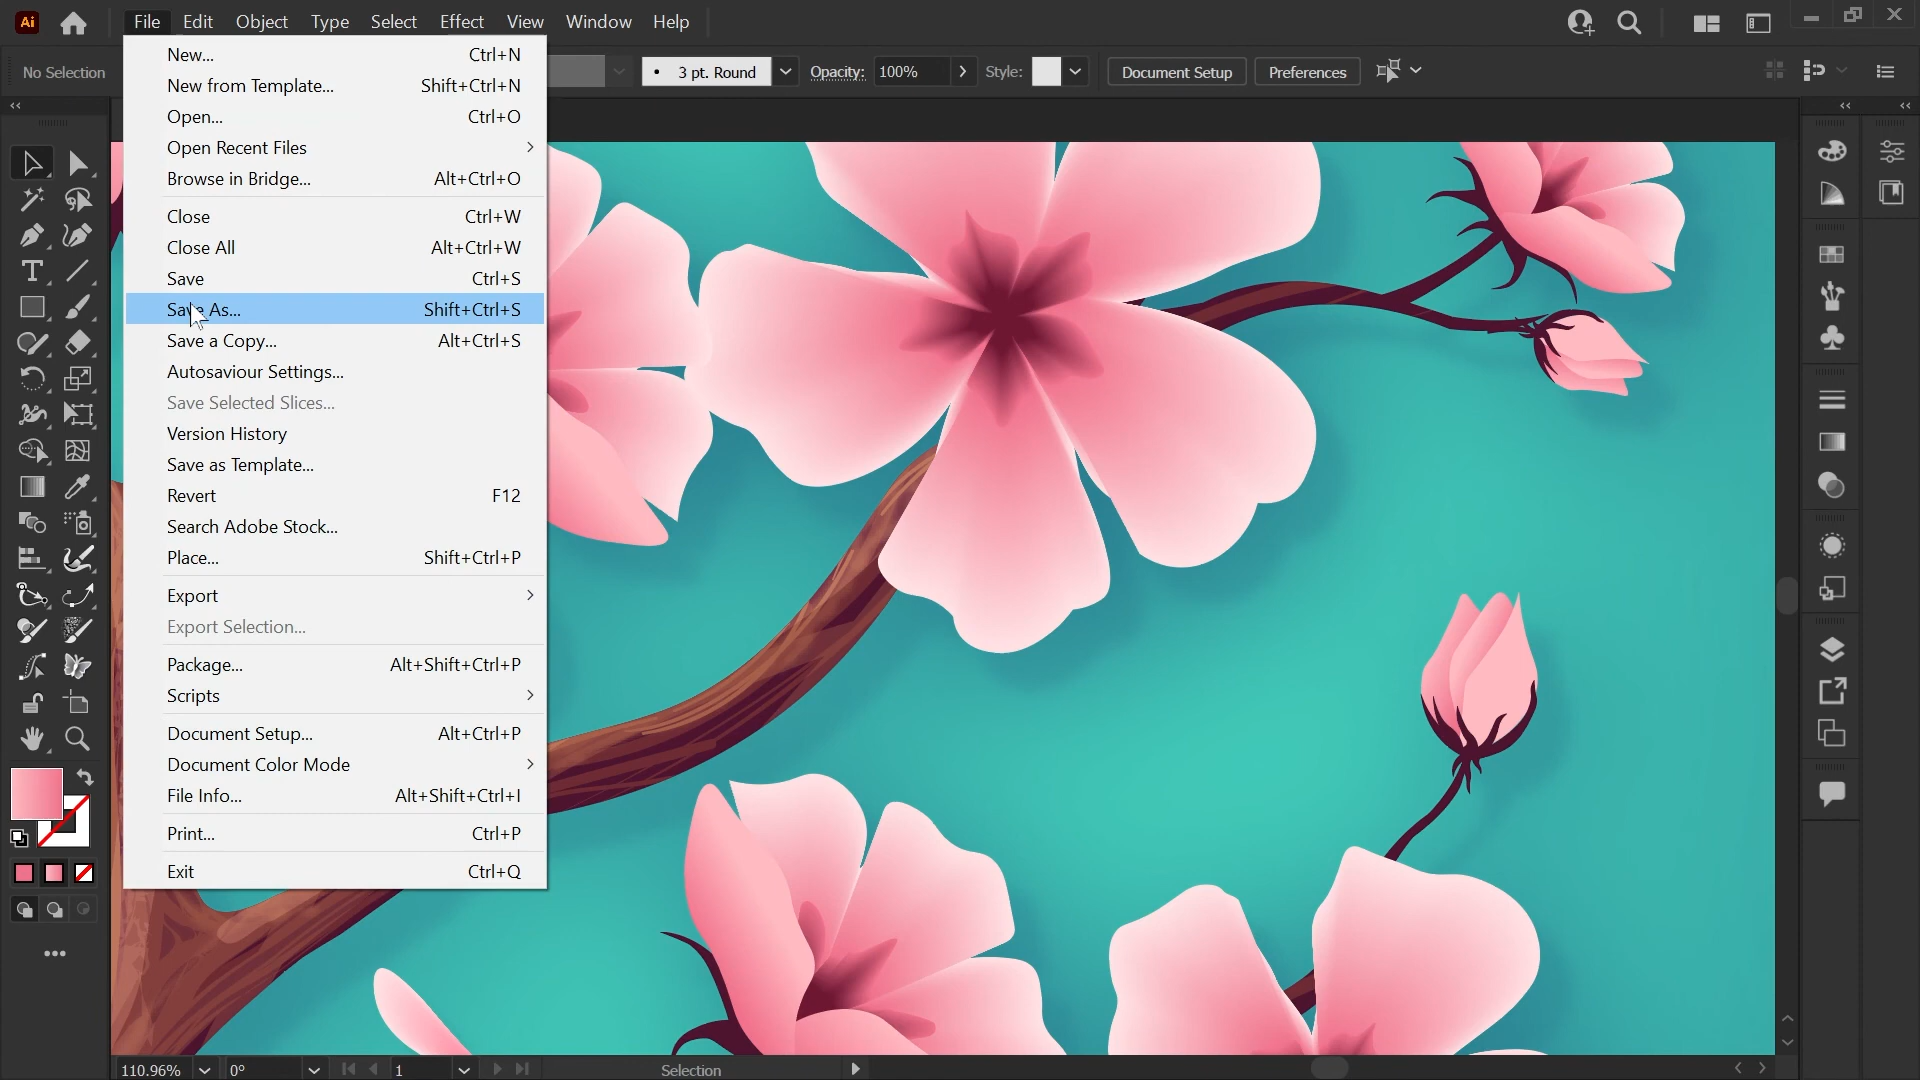 Ai File Edit Object Type Select Effect View Window Help
No Selection 3 pt. Round Opacity: 100% Style: Document Setup Preferences
New... Ctrl+N
New from Template... Shift+Ctrl+N
Open... Ctrl+O
Open Recent Files
Browse in Bridge... Alt+Ctrl+O
Close Ctrl+W
Close All Alt+Ctrl+W
Save Ctrl+S
Save As... Shift+Ctrl+S
Save a Copy... Alt+Ctrl+S
Autosaviour Settings...
Save Selected Slices...
Version History
Save as Template...
Revert F12
Search Adobe Stock...
Place... Shift+Ctrl+P
Export
Export Selection...
Package... Alt+Shift+Ctrl+P
Scripts
Document Setup... Alt+Ctrl+P
Document Color Mode
File Info... Alt+Shift+Ctrl+I
Print... Ctrl+P
Exit Ctrl+Q
110.96% 0° 1 Selection